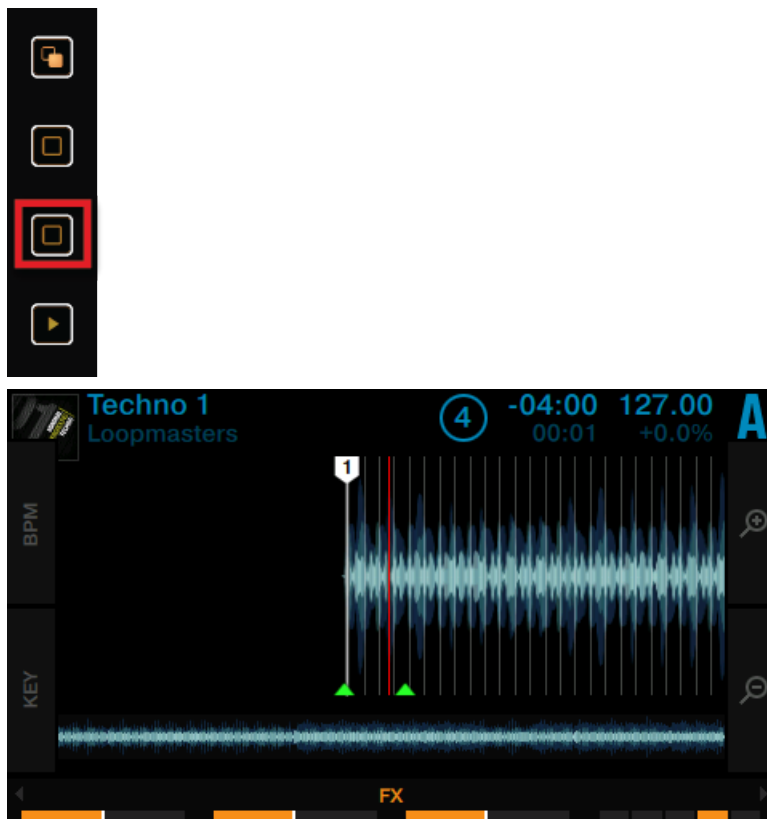 Techno 1
Loopmasters
4
-04:00
00:01
127.00
+0.0%
A
BPM
KEY
1
FX